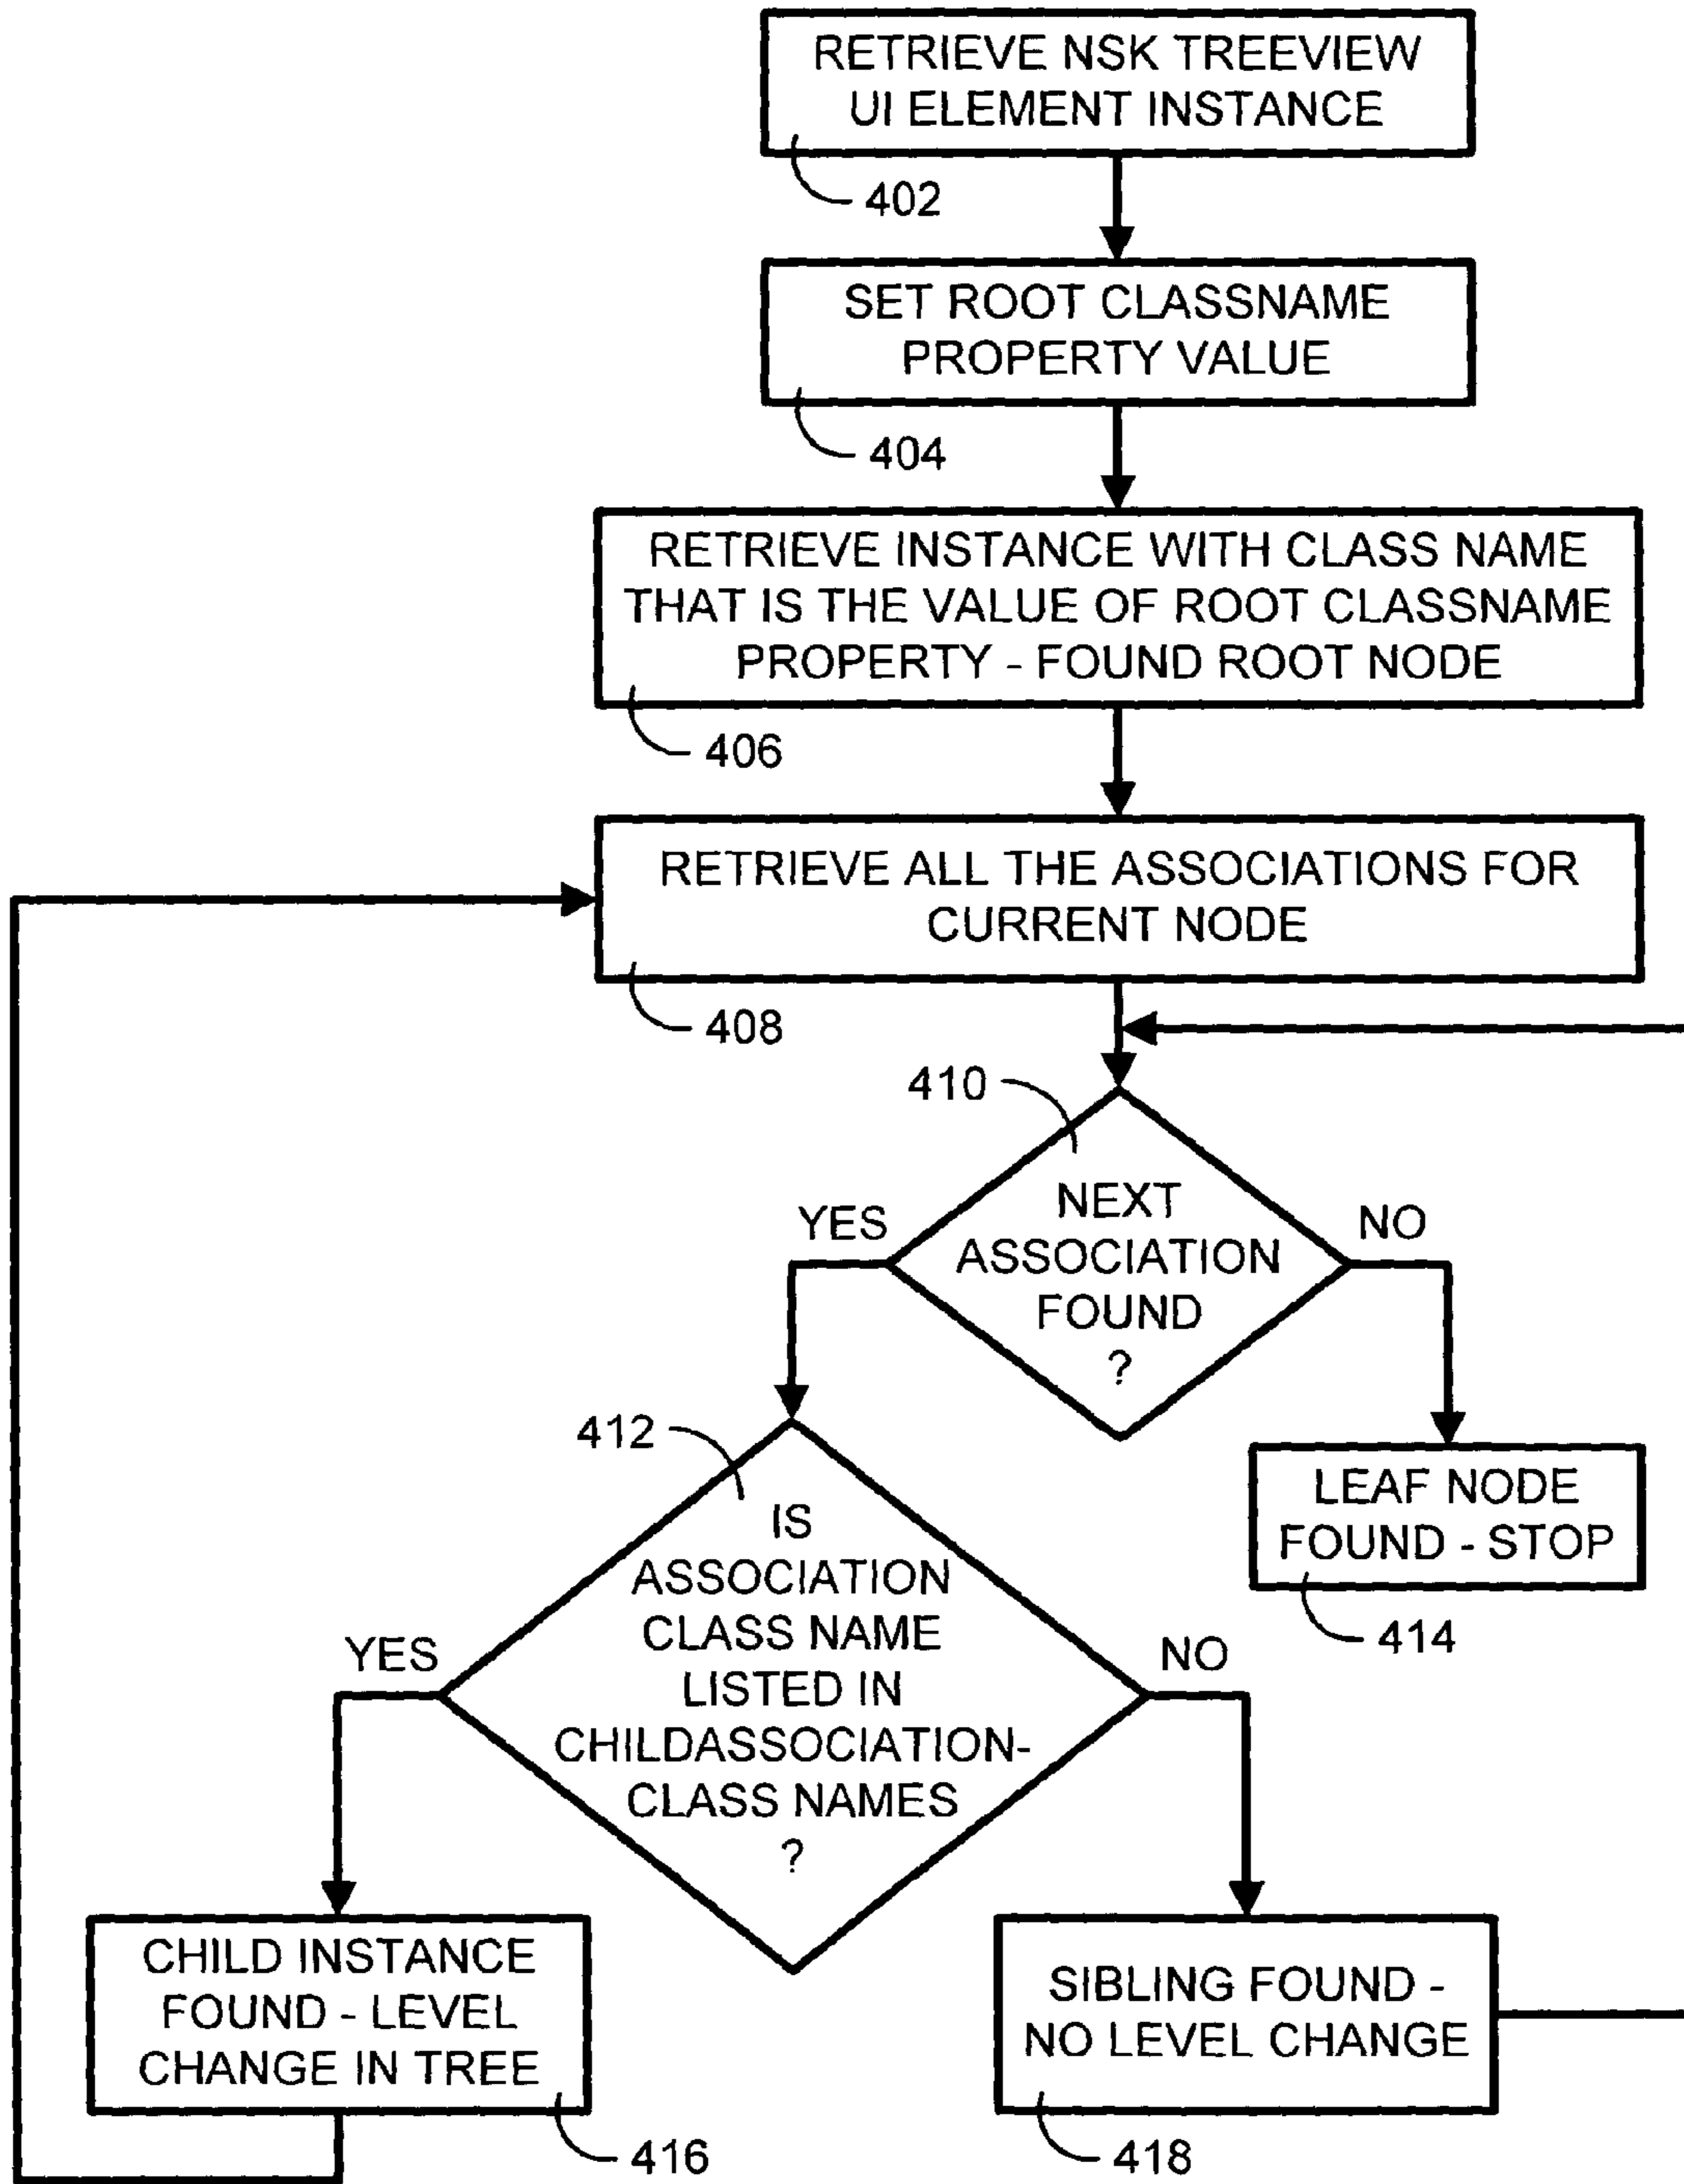 RETRIEVE NSK TREEVIEW
UI ELEMENT INSTANCE
402
SET ROOT CLASSNAME
PROPERTY VALUE
404
RETRIEVE INSTANCE WITH CLASS NAME
THAT IS THE VALUE OF ROOT CLASSNAME
PROPERTY - FOUND ROOT NODE
406
RETRIEVE ALL THE ASSOCIATIONS FOR
CURRENT NODE
408
410
NEXT
ASSOCIATION
FOUND
?
YES
NO
412
IS
ASSOCIATION
CLASS NAME
LISTED IN
CHILDASSOCIATION-
CLASS NAMES
?
LEAF NODE
FOUND - STOP
414
YES
NO
CHILD INSTANCE
FOUND - LEVEL
CHANGE IN TREE
416
SIBLING FOUND -
NO LEVEL CHANGE
418